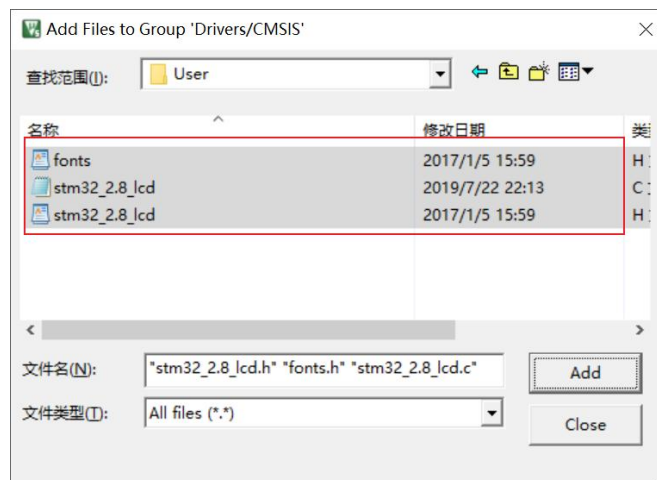 Add Files to Group 'Drivers/CMSIS'
查找范围(I): User
名称 修改日期
fonts 2017/1/5 15:59 H
stm32_2.8_lcd 2019/7/22 22:13 C
stm32_2.8_lcd 2017/1/5 15:59 H
文件名(N): "stm32_2.8_lcd.h" "fonts.h" "stm32_2.8_lcd.c" Add
文件类型(T): All files (*.*) Close